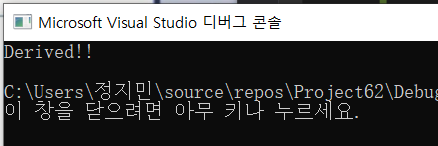 Microsoft Visual Studio 디버그 콘솔
Derived!!
C:\Users\정지민\source\repos\Project62\Debug
이 창을 닫으려면 아무 키나 누르세요.